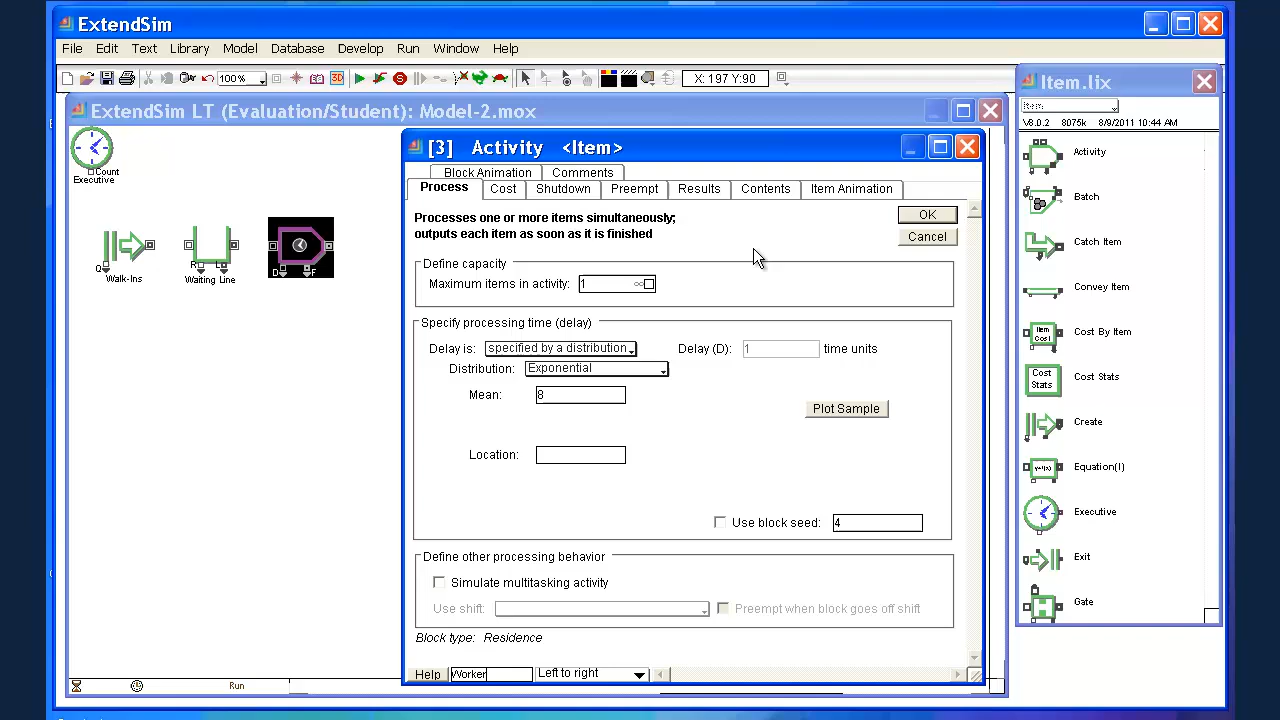 ExtendSim
File Edit Text Library Model Database Develop Run Window Help
100% 3D X: 197 Y:90
ExtendSim LT (Evaluation/Student): Model-2.mox
Count
Executive
Walk-Ins
R L
Waiting Line
D F
[3] Activity <Item>
Block Animation Comments
Process Cost Shutdown Preempt Results Contents Item Animation
Processes one or more items simultaneously;
outputs each item as soon as it is finished
OK
Cancel
Define capacity
Maximum items in activity: 1 ∞
Specify processing time (delay)
Delay is: specified by a distribution Delay (D): 1 time units
Distribution: Exponential
Mean: 8
Plot Sample
Location:
Use block seed: 4
Define other processing behavior
Simulate multitasking activity
Use shift: Preempt when block goes off shift
Block type: Residence
Help Worker Left to right
Run
Item.lix
Item
V8.0.2 8075k 8/9/2011 10:44 AM
Activity
Batch
Catch Item
Convey Item
Item Cost
Cost By Item
Cost Stats
Cost Stats
Create
y=f(x)
Equation(I)
Executive
Exit
Gate